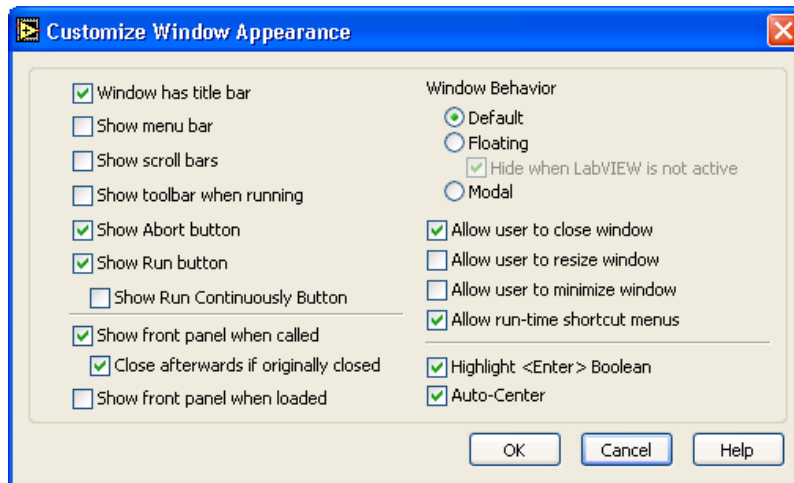 Customize Window Appearance
Window has title bar
Show menu bar
Show scroll bars
Show toolbar when running
Show Abort button
Show Run button
Show Run Continuously Button
Show front panel when called
Close afterwards if originally closed
Show front panel when loaded
Window Behavior
Default
Floating
Hide when LabVIEW is not active
Modal
Allow user to close window
Allow user to resize window
Allow user to minimize window
Allow run-time shortcut menus
Highlight <Enter> Boolean
Auto-Center
OK
Cancel
Help